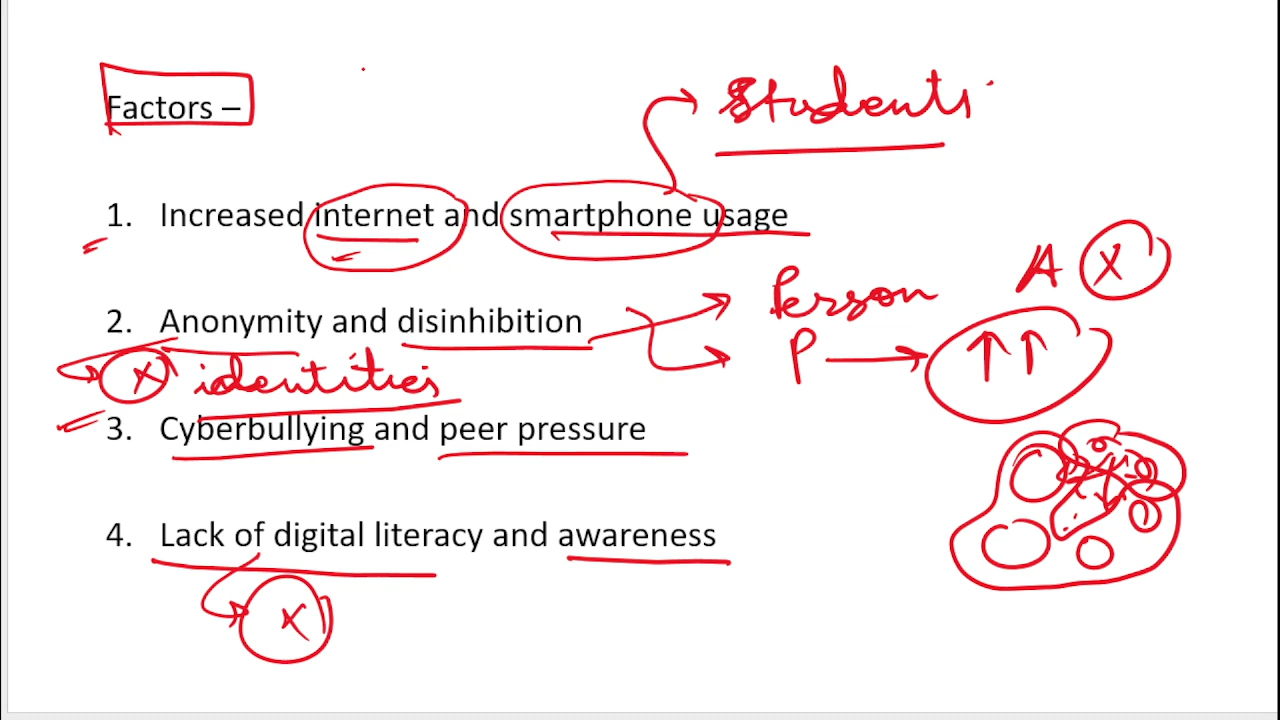 Factors –
Students
1. Increased internet and smartphone usage
A X
Person
2. Anonymity and disinhibition
P → ↑↑
X identities
3. Cyberbullying and peer pressure
4. Lack of digital literacy and awareness
X